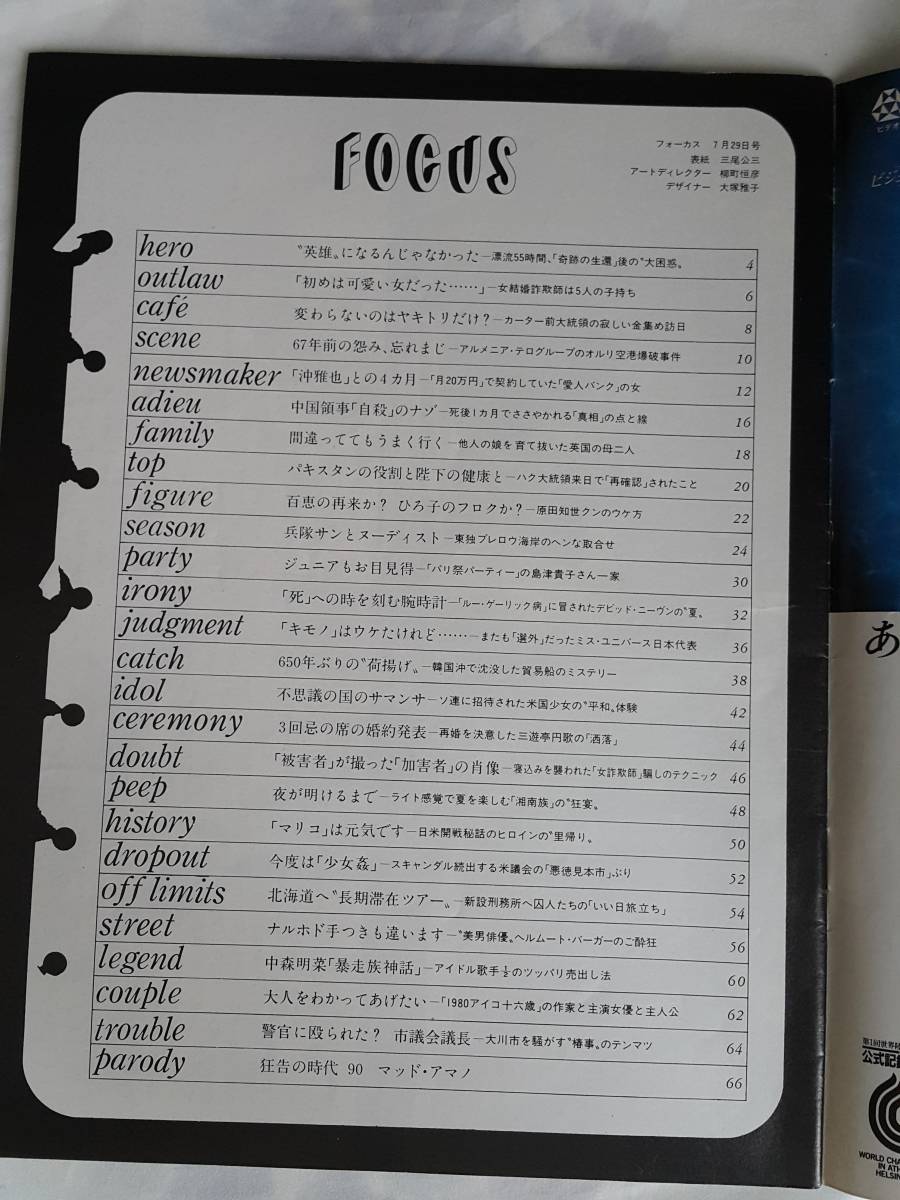 FOCUS
フォーカス 7月29日号
表紙 三尾公三
アートディレクター 柳町恒彦
デザイナー 大塚雅子
hero 〝英雄〟になるんじゃなかった—漂流55時間、「奇跡の生還」後の〝大困惑〟 4
outlaw 「初めは可愛い女だった……」—女結婚詐欺師は5人の子持ち 6
café 変わらないのはヤキトリだけ?—カーター前大統領の寂しい金集め訪日 8
scene 67年前の怨み、忘れまじ—アルメニア・テログループのオルリ空港爆破事件 10
newsmaker 「沖雅也」との4カ月—「月20万円」で契約していた「愛人バンク」の女 12
adieu 中国領事「自殺」のナゾ—死後1カ月でささやかれる「真相」の点と線 16
family 間違っててもうまく行く—他人の娘を育て抜いた英国の母二人 18
top パキスタンの役割と陛下の健康と—ハク大統領来日で「再確認」されたこと 20
figure 百恵の再来か? ひろ子のフロクか?—原田知世クンのウケ方 22
season 兵隊サンとヌーディスト—東独プレロウ海岸のヘンな取合せ 24
party ジュニアもお目見得—「パリ祭パーティー」の島津貴子さん一家 30
irony 「死」への時を刻む腕時計—「ルー・ゲーリック病」に冒されたデビッド・ニーヴンの〝夏〟 32
judgment 「キモノ」はウケたけれど……—またも「選外」だったミス・ユニバース日本代表 36
catch 650年ぶりの〝荷揚げ〟—韓国沖で沈没した貿易船のミステリー 38
idol 不思議の国のサマンサ—ソ連に招待された米国少女の〝平和〟体験 42
ceremony 3回忌の席の婚約発表—再婚を決意した三遊亭円歌の「洒落」 44
doubt 「被害者」が撮った「加害者」の肖像—寝込みを襲われた「女詐欺師」騙しのテクニック 46
peep 夜が明けるまで—ライト感覚で夏を楽しむ「湘南族」の〝狂宴〟 48
history 「マリコ」は元気です—日米開戦秘話のヒロインの〝里帰り〟 50
dropout 今度は「少女姦」—スキャンダル続出する米議会の「悪徳見本市」ぶり 52
off limits 北海道へ〝長期滞在ツアー〟—新設刑務所へ囚人たちの「いい日旅立ち」 54
street ナルホド手つきも違います—〝美男俳優〟ヘルムート・バーガーのご酔狂 56
legend 中森明菜「暴走族神話」—アイドル歌手½のツッパリ売出し法 60
couple 大人をわかってあげたい—「1980アイコ十六歳」の作家と主演女優と主人公 62
trouble 警官に殴られた? 市議会議長—大川市を騒がす〝椿事〟のテンマツ 64
parody 狂告の時代 90 マッド・アマノ 66
ビデオ
ビジ
あ
第1回世界陸
公式記録
WORLD CHA
IN ATH
HELSIN